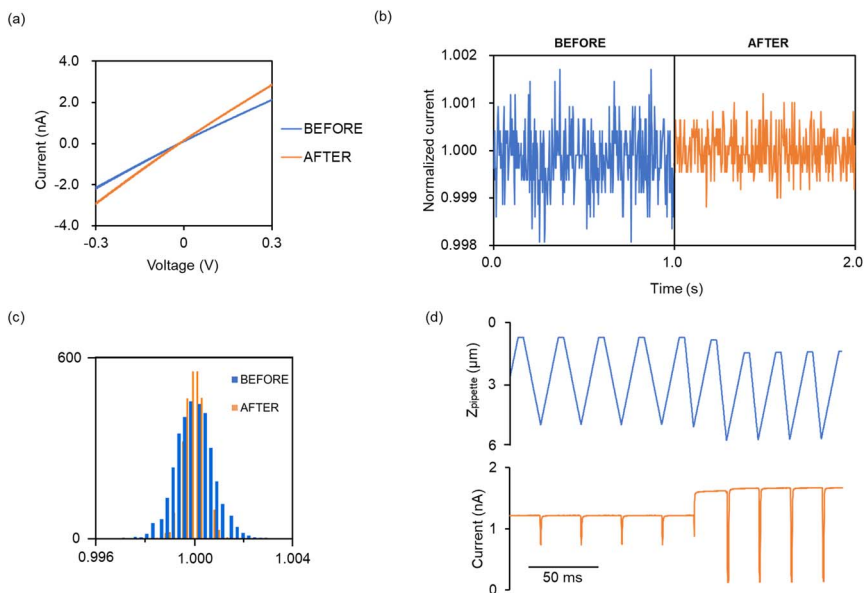 (a)
4.0
2.0
0.0
-2.0
-4.0
Current (nA)
-0.3
0
0.3
Voltage (V)
BEFORE
AFTER
(b)
BEFORE
AFTER
1.002
1.001
1.000
0.999
0.998
Normalized current
0.0
1.0
2.0
Time (s)
(c)
600
0
BEFORE
AFTER
0.996
1.000
1.004
(d)
0
3
6
Zpipette (µm)
2
1
0
Current (nA)
50 ms